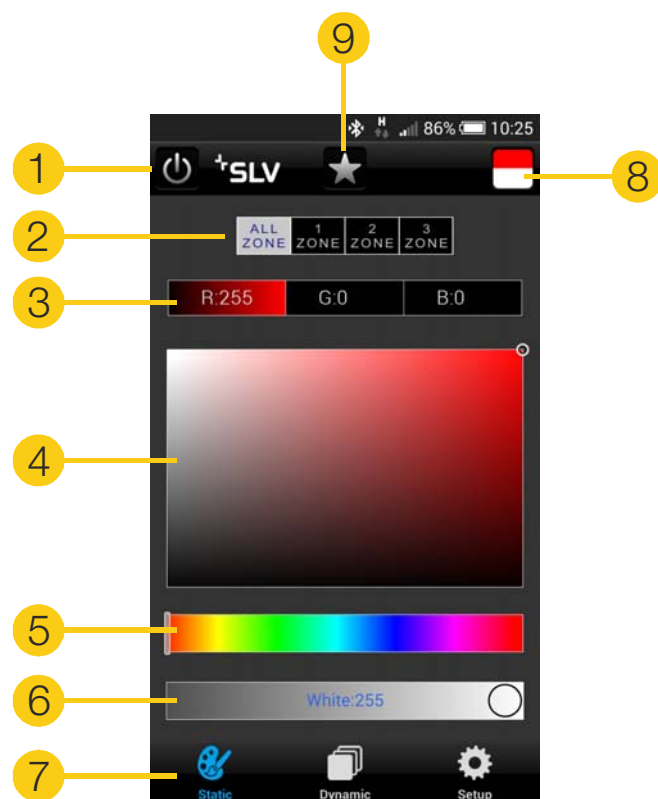 9
H 86% 10:25
1 SLV 8
2 ALL ZONE 1 ZONE 2 ZONE 3 ZONE
3 R:255 G:0 B:0
4
5
6 White:255
7
Static Dynamic Setup